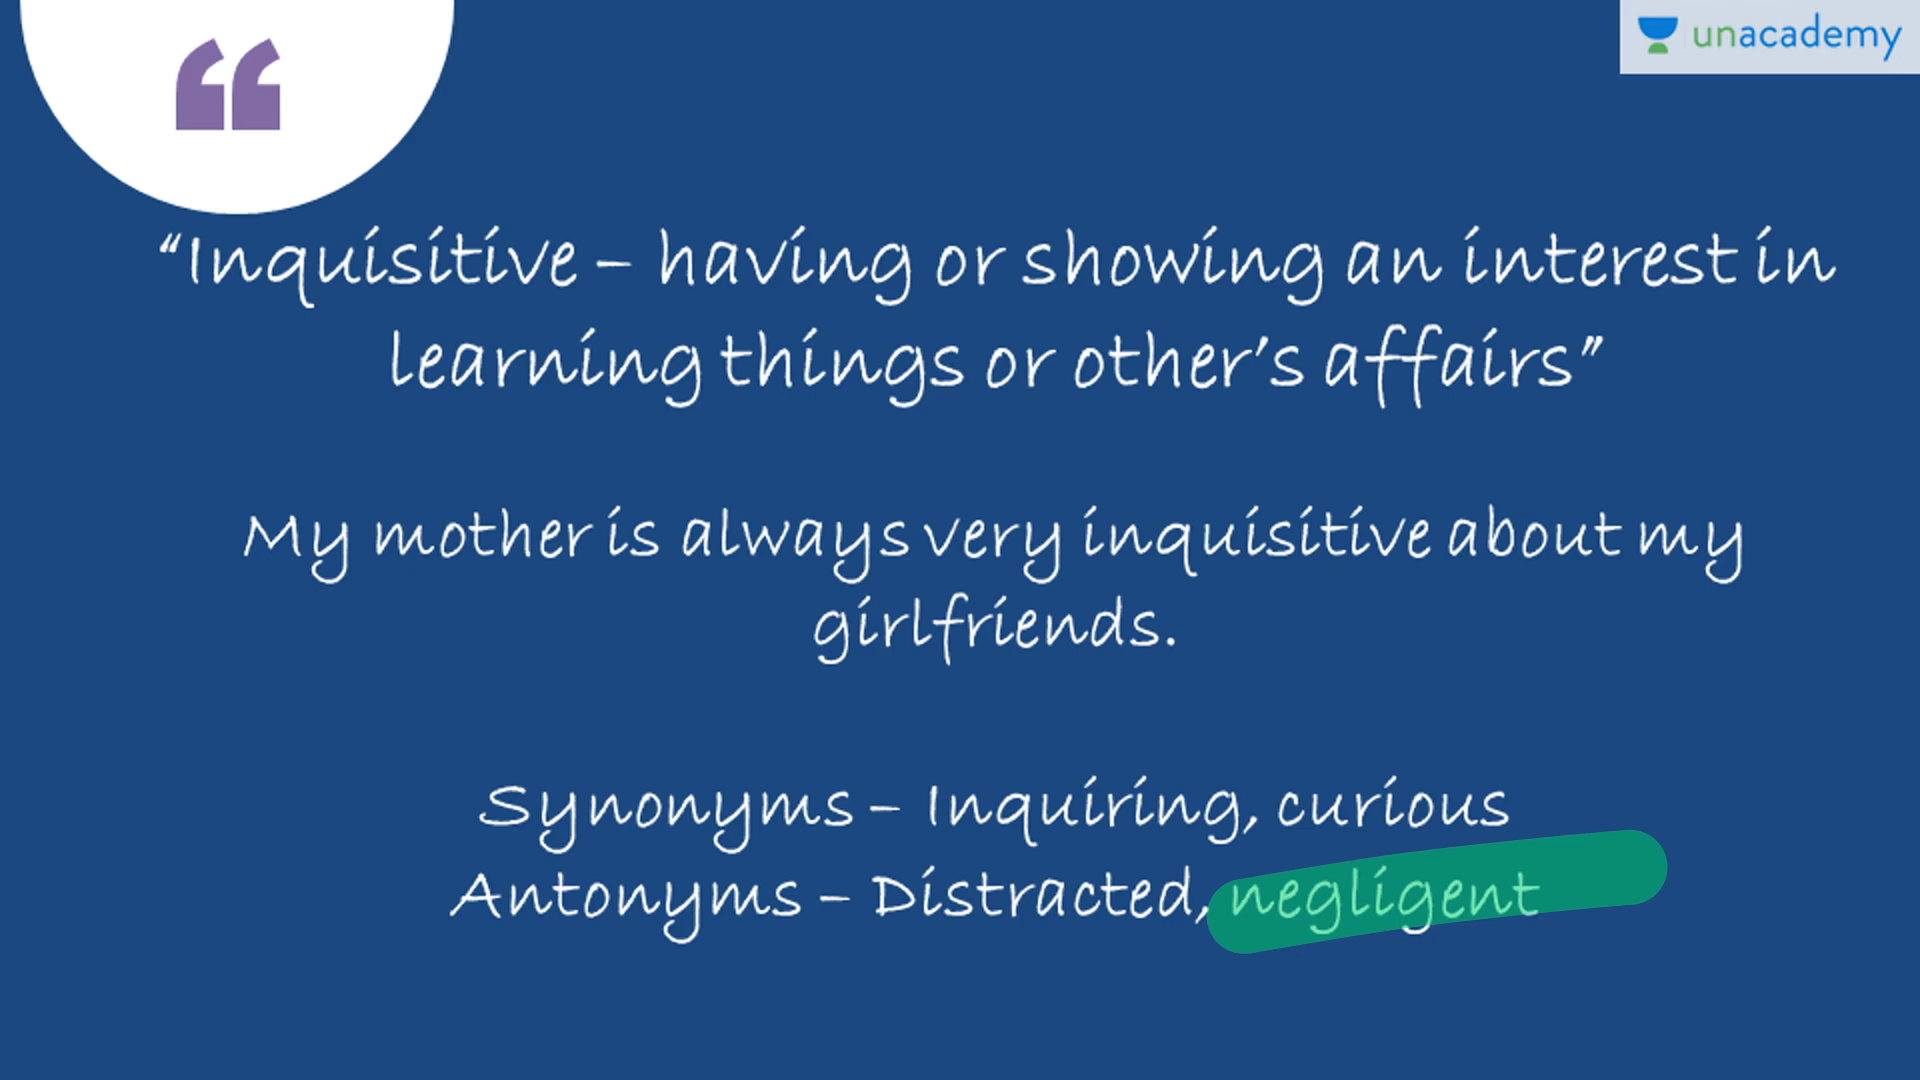 unacademy
“Inquisitive – having or showing an interest in
learning things or other’s affairs”
My mother is always very inquisitive about my
girlfriends.
Synonyms – Inquiring, curious
Antonyms – Distracted, negligent